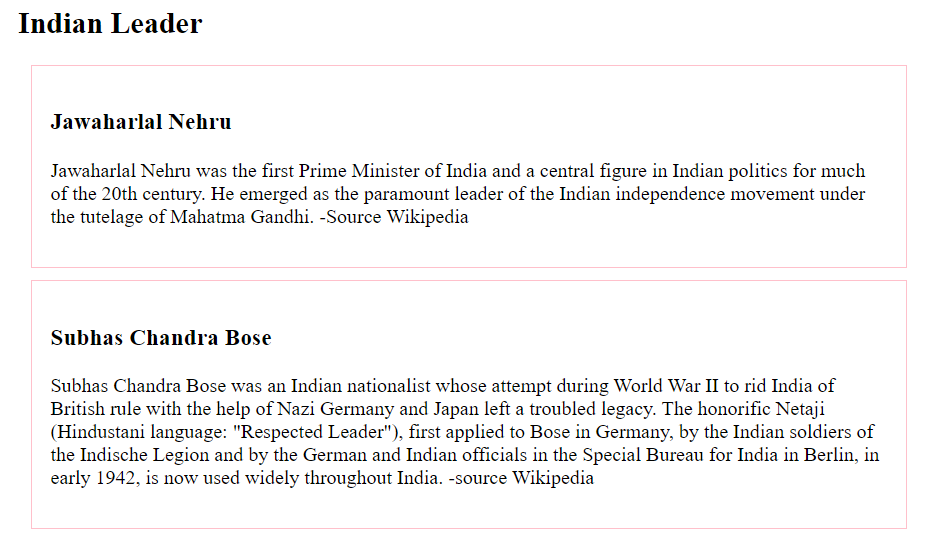 Indian Leader
Jawaharlal Nehru
Jawaharlal Nehru was the first Prime Minister of India and a central figure in Indian politics for much
of the 20th century. He emerged as the paramount leader of the Indian independence movement under
the tutelage of Mahatma Gandhi. -Source Wikipedia
Subhas Chandra Bose
Subhas Chandra Bose was an Indian nationalist whose attempt during World War II to rid India of
British rule with the help of Nazi Germany and Japan left a troubled legacy. The honorific Netaji
(Hindustani language: "Respected Leader"), first applied to Bose in Germany, by the Indian soldiers of
the Indische Legion and by the German and Indian officials in the Special Bureau for India in Berlin, in
early 1942, is now used widely throughout India. -source Wikipedia